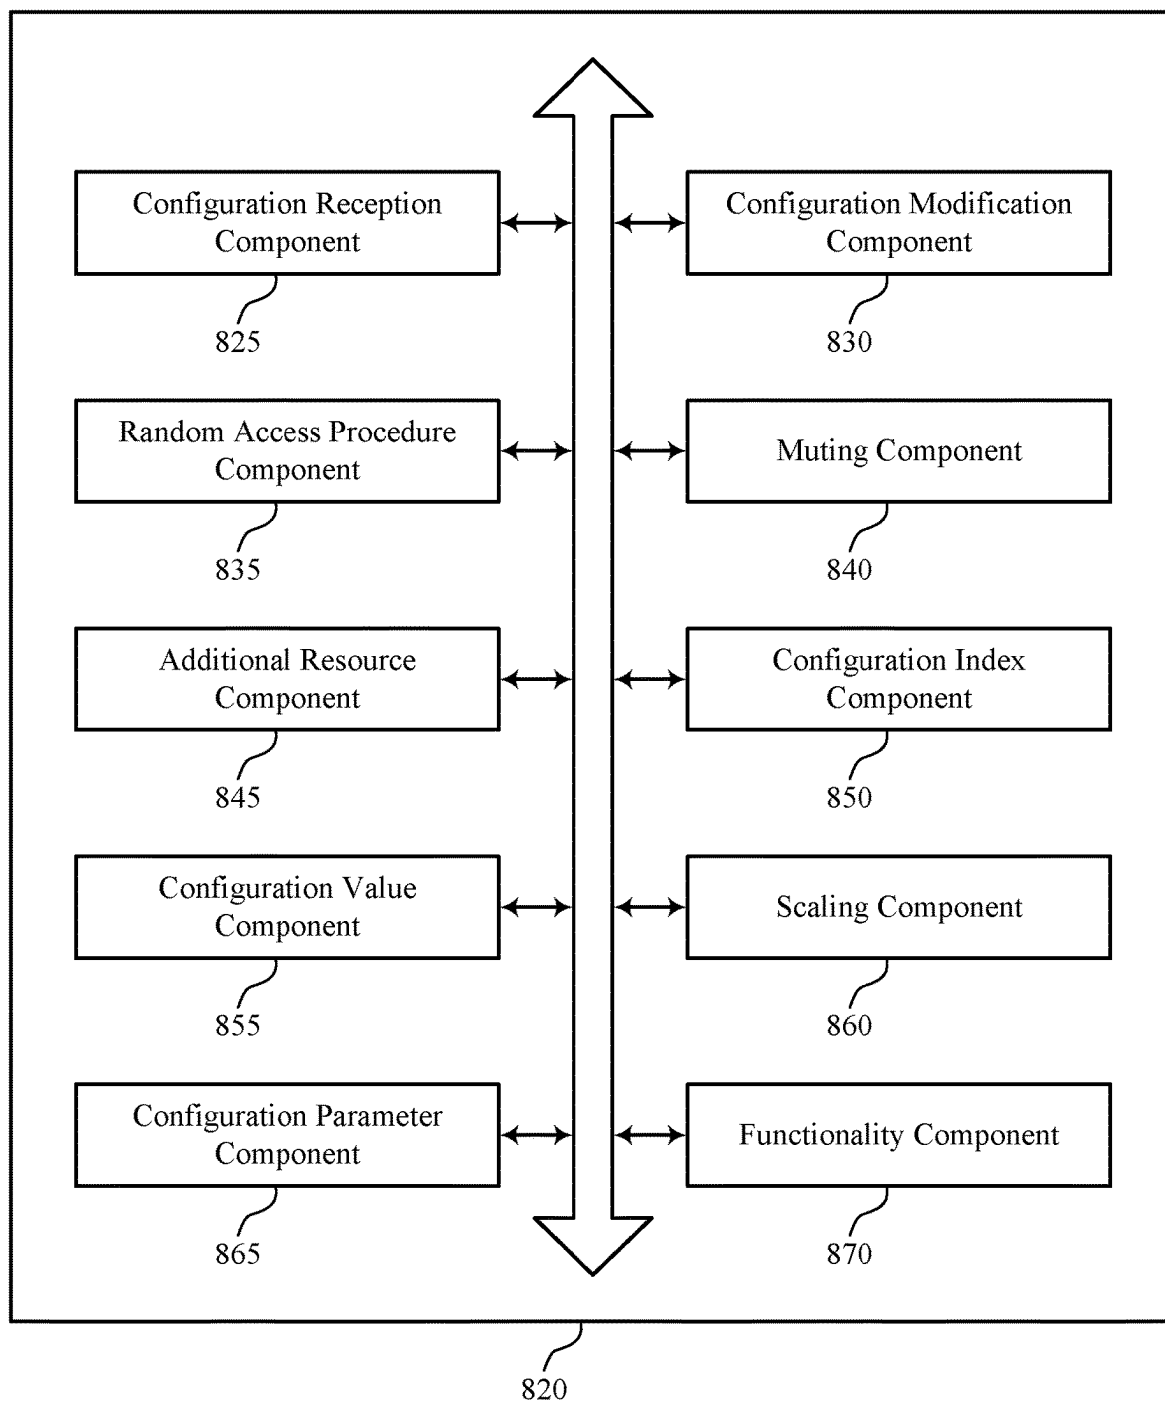 Configuration Reception
Component
825
Configuration Modification
Component
830
Random Access Procedure
Component
835
Muting Component
840
Additional Resource
Component
845
Configuration Index
Component
850
Configuration Value
Component
855
Scaling Component
860
Configuration Parameter
Component
865
Functionality Component
870
820